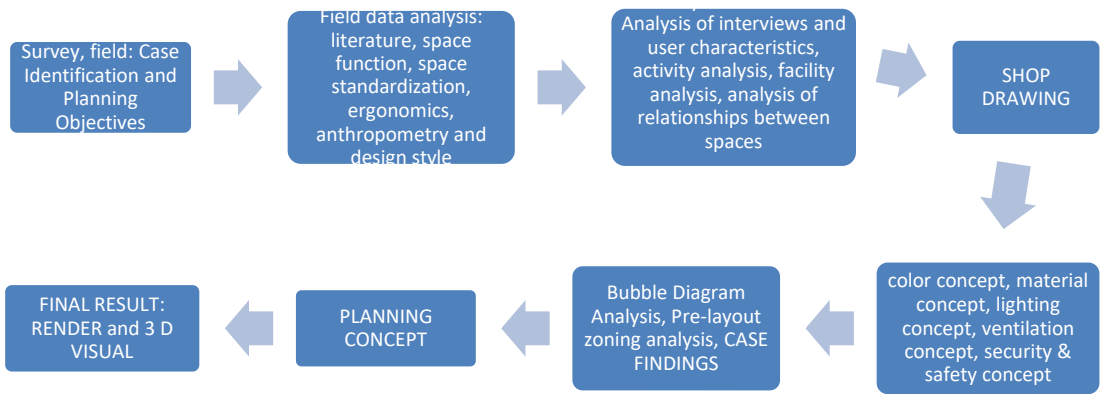 Survey, field: Case
Identification and
Planning
Objectives
Field data analysis:
literature, space
function, space
standardization,
ergonomics,
anthropometry and
design style
Analysis of interviews and
user characteristics,
activity analysis, facility
analysis, analysis of
relationships between
spaces
SHOP
DRAWING
color concept, material
concept, lighting
concept, ventilation
concept, security &
safety concept
Bubble Diagram
Analysis, Pre-layout
zoning analysis, CASE
FINDINGS
PLANNING
CONCEPT
FINAL RESULT:
RENDER and 3 D
VISUAL